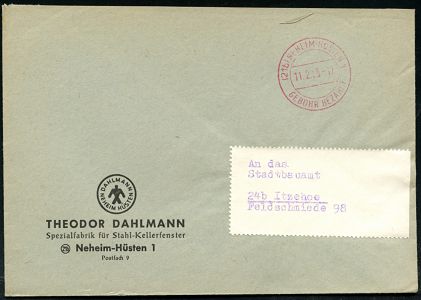 (21b) NEHEIM-HÜSTEN 1
11.2.53-17
GEBÜHR BEZAHLT
An das
Stadtbauamt
24b Itzehoe
Feldschmiede 98
DAHLMANN
NEHEIM HÜSTEN
THEODOR DAHLMANN
Spezialfabrik für Stahl-Kellerfenster
Neheim-Hüsten 1
Postfach 9